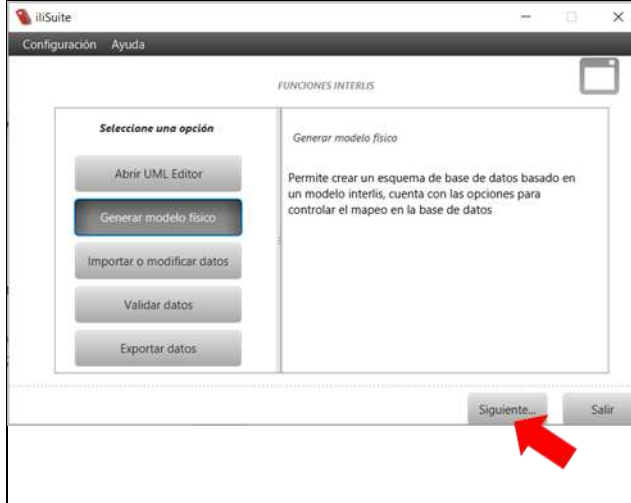 iliSuite
Configuración Ayuda
FUNCIONES INTERLIS
Seleccione una opción
Abrir UML Editor
Generar modelo físico
Importar o modificar datos
Validar datos
Exportar datos
Generar modelo físico
Permite crear un esquema de base de datos basado en
un modelo interlis, cuenta con las opciones para
controlar el mapeo en la base de datos
Siguiente... Salir